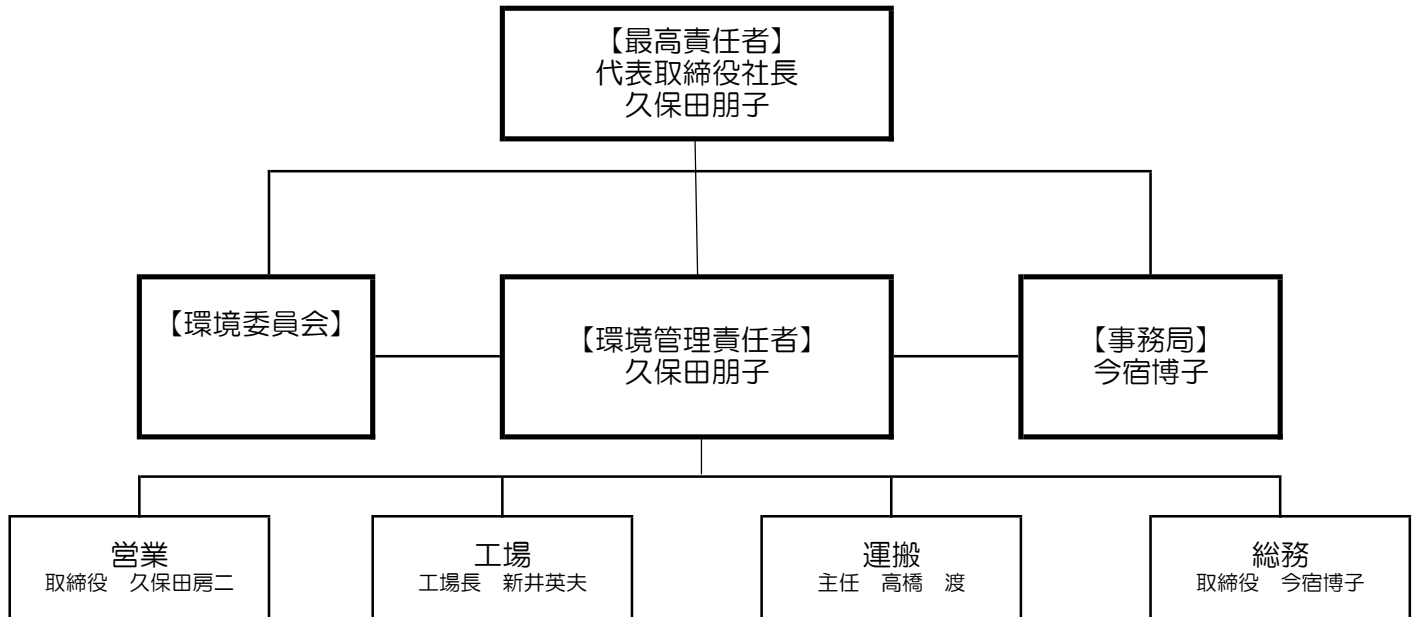 【最高責任者】
代表取締役社長
久保田朋子
【環境委員会】
【環境管理責任者】
久保田朋子
【事務局】
今宿博子
営業
取締役　久保田房二
工場
工場長　新井英夫
運搬
主任　高橋　渡
総務
取締役　今宿博子